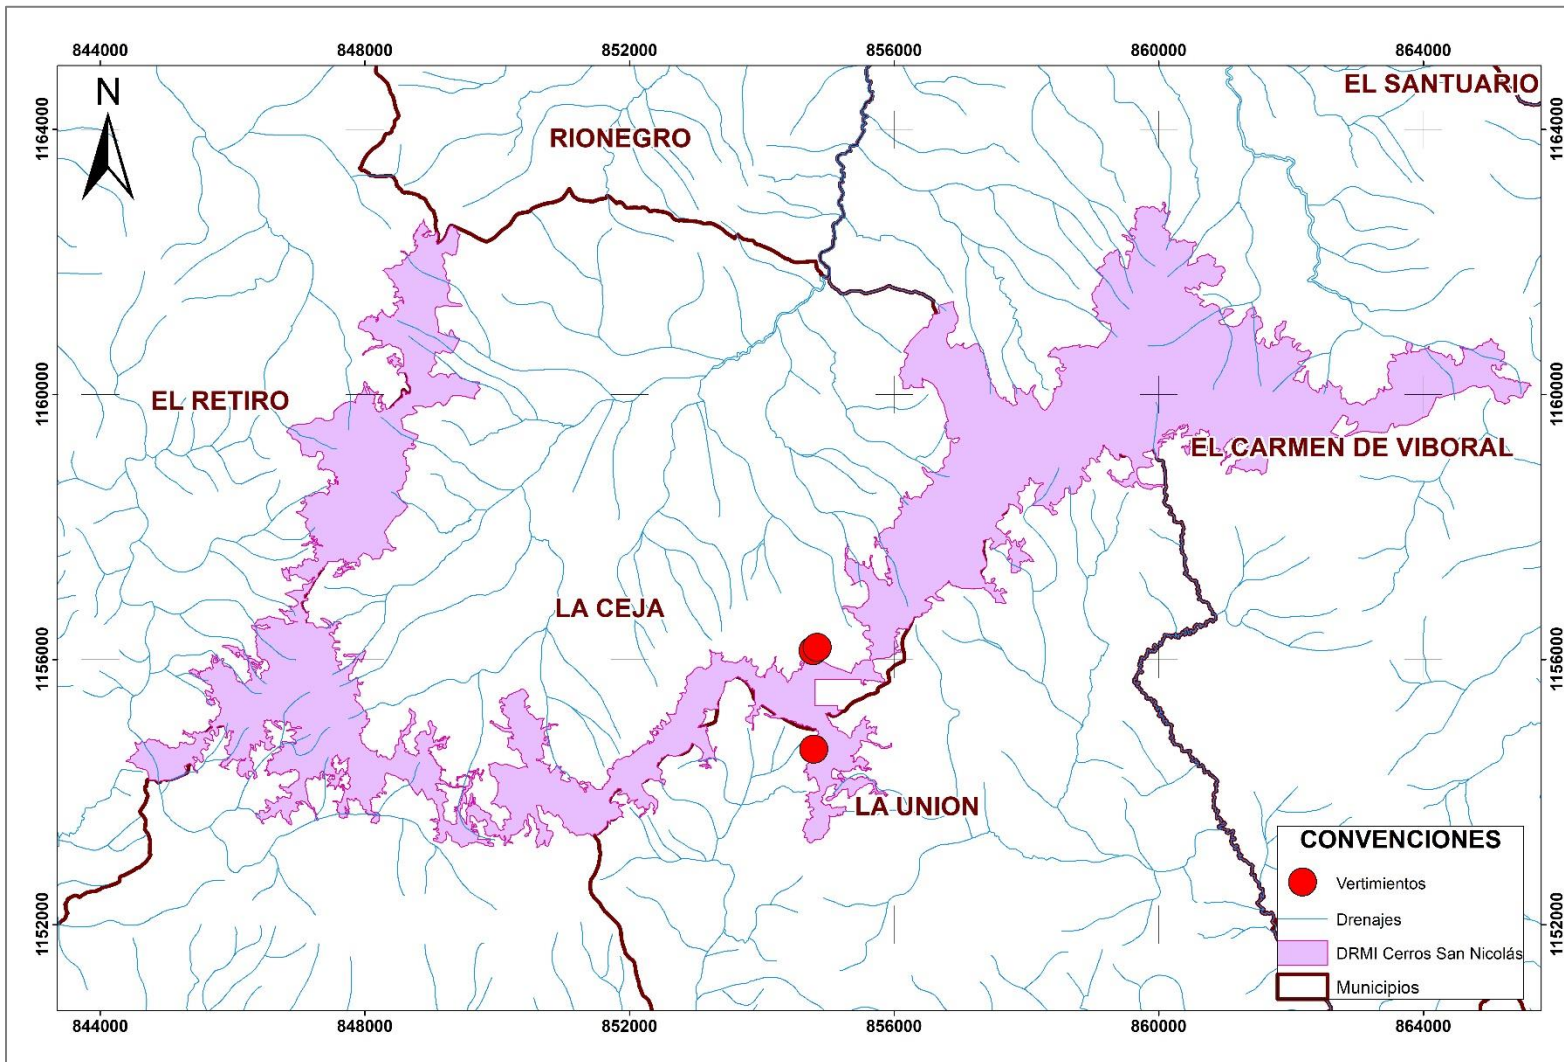 844000 848000 852000 856000 860000 864000
N
EL SANTUARIO
1164000 1164000
RIONEGRO
1160000 1160000
EL RETIRO
EL CARMEN DE VIBORAL
LA CEJA
1156000 1156000
LA UNION
CONVENCIONES
Vertimientos
Drenajes
DRMI Cerros San Nicolás
Municipios
1152000 1152000
844000 848000 852000 856000 860000 864000